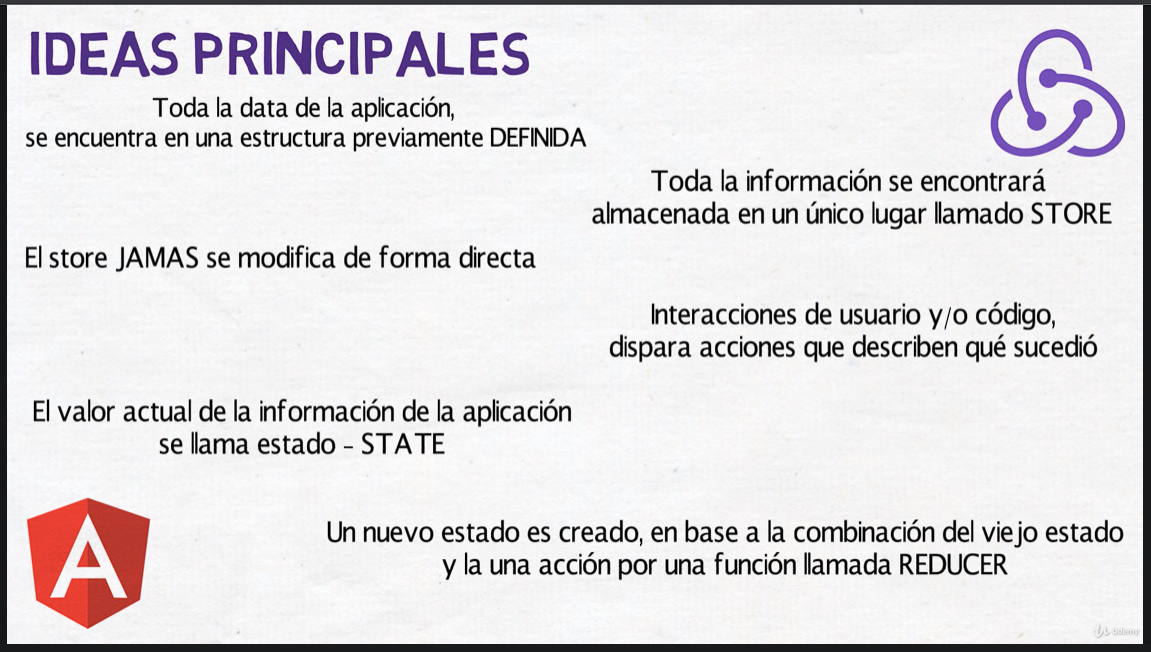 IDEAS PRINCIPALES
Toda la data de la aplicación,
se encuentra en una estructura previamente DEFINIDA
Toda la información se encontrará
almacenada en un único lugar llamado STORE
El store JAMAS se modifica de forma directa
Interacciones de usuario y/o código,
dispara acciones que describen qué sucedió
El valor actual de la información de la aplicación
se llama estado - STATE
A
Un nuevo estado es creado, en base a la combinación del viejo estado
y la una acción por una función llamada REDUCER
Udemy